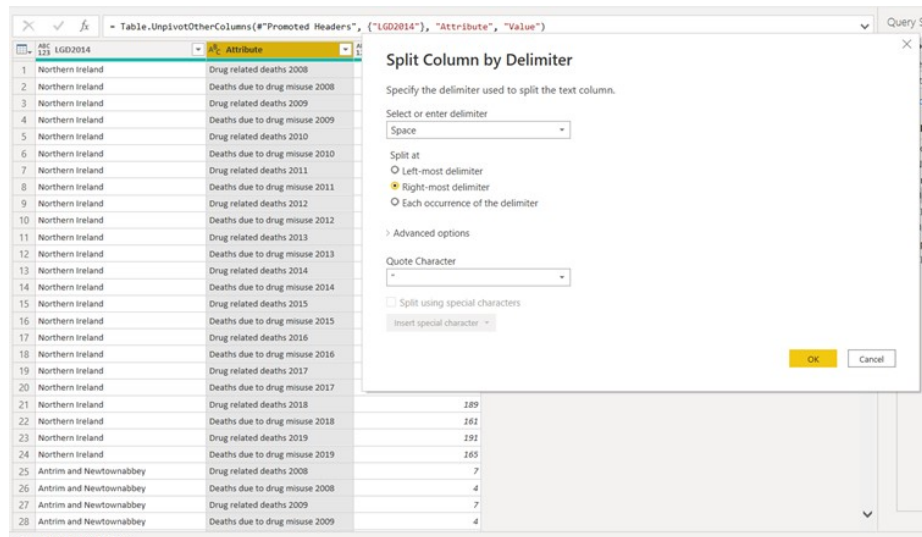 = Table.UnpivotOtherColumns(#"Promoted Headers", {"LGD2014"}, "Attribute", "Value")
Query S
ABC 123 LGD2014 ABC Attribute
1 Northern Ireland Drug related deaths 2008
2 Northern Ireland Deaths due to drug misuse 2008
3 Northern Ireland Drug related deaths 2009
4 Northern Ireland Deaths due to drug misuse 2009
5 Northern Ireland Drug related deaths 2010
6 Northern Ireland Deaths due to drug misuse 2010
7 Northern Ireland Drug related deaths 2011
8 Northern Ireland Deaths due to drug misuse 2011
9 Northern Ireland Drug related deaths 2012
10 Northern Ireland Deaths due to drug misuse 2012
11 Northern Ireland Drug related deaths 2013
12 Northern Ireland Deaths due to drug misuse 2013
13 Northern Ireland Drug related deaths 2014
14 Northern Ireland Deaths due to drug misuse 2014
15 Northern Ireland Drug related deaths 2015
16 Northern Ireland Deaths due to drug misuse 2015
17 Northern Ireland Drug related deaths 2016
18 Northern Ireland Deaths due to drug misuse 2016
19 Northern Ireland Drug related deaths 2017
20 Northern Ireland Deaths due to drug misuse 2017
21 Northern Ireland Drug related deaths 2018 189
22 Northern Ireland Deaths due to drug misuse 2018 161
23 Northern Ireland Drug related deaths 2019 191
24 Northern Ireland Deaths due to drug misuse 2019 165
25 Antrim and Newtownabbey Drug related deaths 2008 7
26 Antrim and Newtownabbey Deaths due to drug misuse 2008 4
27 Antrim and Newtownabbey Drug related deaths 2009 7
28 Antrim and Newtownabbey Deaths due to drug misuse 2009 4
Split Column by Delimiter
Specify the delimiter used to split the text column.
Select or enter delimiter
Space
Split at
Left-most delimiter
Right-most delimiter
Each occurrence of the delimiter
Advanced options
Quote Character
"
Split using special characters
Insert special character
OK Cancel